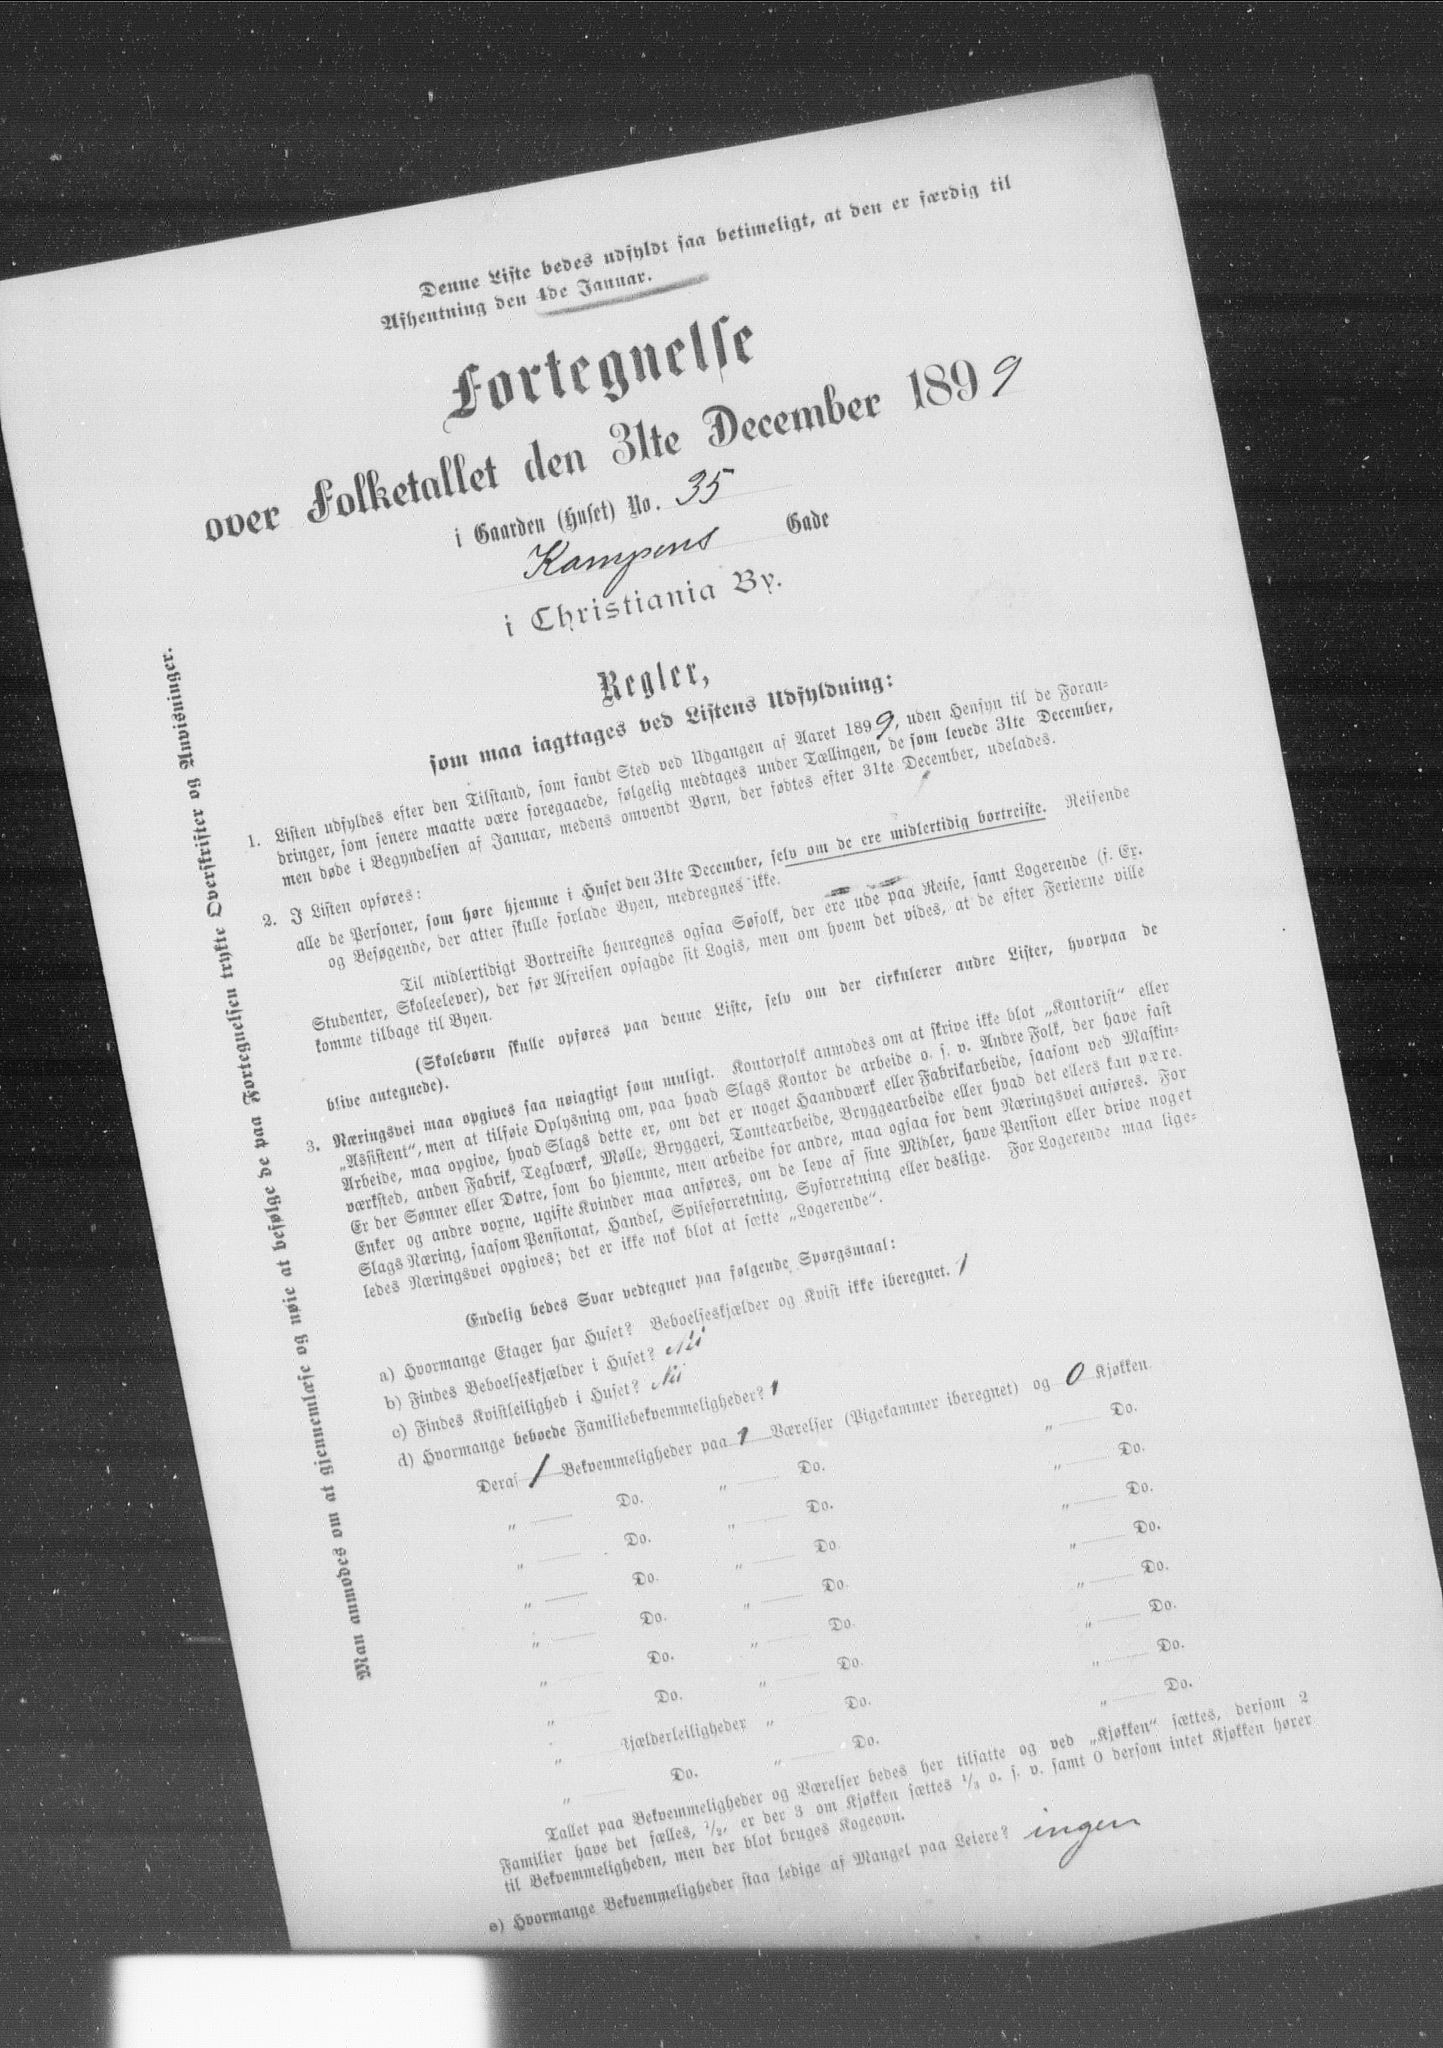 Denne Liste bedes udfyldt saa betimeligt, at den er færdig til
Afhentning den 4de Januar.
Fortegnelse
over Folketallet den 31te December 1899
i Gaarden (Huset) No. 35
Kampens Gade
i Christiania By.
Regler,
som maa iagttages ved Listens Udfyldning:
1. Listen udfyldes efter den Tilstand, som fandt Sted ved Udgangen af Aaret 1899, uden Hensyn til de Foran-
dringer, som senere maatte være foregaaede, følgelig medtages under Tællingen, de som levede 31te December,
men døde i Begyndelsen af Januar, medens omvendt Børn, der fødtes efter 31te December, udelades.
2. I Listen opføres:
alle de Personer, som høre hjemme i Huset den 31te December, selv om de ere midlertidig bortreiste. Reisende
og Besøgende, der atter skulle forlade Byen, medregnes ikke.
Til midlertidigt Bortreiste henregnes ogsaa Søfolk, der ere ude paa Reise, samt Logerende (f. Ex.
Studenter, Skoleelever), der før Afreisen opsagde sit Logis, men om hvem det vides, at de efter Ferierne ville
komme tilbage til Byen.
(Skolebørn skulle opføres paa denne Liste, selv om der cirkulerer andre Lister, hvorpaa de
blive antegnede).
3. Næringsvei maa opgives saa nøiagtigt som muligt. Kontorfolk anmodes om at skrive ikke blot „Kontorist“ eller
„Assistent“, men at tilføie Oplysning om, paa hvad Slags Kontor de arbeide o. s. v. Andre Folk, der have fast
Arbeide, maa opgive, hvad Slags dette er, om det er noget Haandværk eller Fabrikarbeide, saasom ved Maskin-
værksted, anden Fabrik, Teglværk, Mølle, Bryggeri, Tomtearbeide, Bryggearbeide eller hvad det ellers kan være.
Er der Sønner eller Døtre, som bo hjemme, men arbeide for andre, maa ogsaa for dem Næringsvei anføres. For
Enker og andre voxne, ugifte Kvinder maa anføres, om de leve af sine Midler, have Pension eller drive noget
Slags Næring, saasom Pensionat, Handel, Spiseforretning, Syforretning eller deslige. For Logerende maa lige-
ledes Næringsvei opgives; det er ikke nok blot at sætte „Logerende“.
Endelig bedes Svar vedtegnet paa følgende Spørgsmaal:
a) Hvormange Etager har Huset? Beboelseskjælder og Kvist ikke iberegnet. 1
b) Findes Beboelseskjælder i Huset? Nei
c) Findes Kvistleilighed i Huset? Nei
d) Hvormange beboede Familiebekvemmeligheder? 1
Deraf 1 Bekvemmeligheder paa 1 Værelser (Pigekammer iberegnet) og 0 Kjøkken
„ Do. „ Do. „ Do.
„ Do. „ Do. „ Do.
„ Do. „ Do. „ Do.
„ Do. „ Do. „ Do.
„ Do. „ Do. „ Do.
„ Do. „ Do. „ Do.
„ Kjælderleiligheder „ Do. „ Do.
„ Do. „ Do. „ Do.
Tallet paa Bekvemmeligheder og Værelser bedes her tilsatte og ved „Kjøkken“ sættes, dersom 2
Familier have det fælles, 1/2, er der 3 om Kjøkken sættes 1/3 o. s. v. samt 0 dersom intet Kjøkken hører
til Bekvemmeligheden, men der blot bruges Kogeovn.
e) Hvormange Bekvemmeligheder staa ledige af Mangel paa Leiere? ingen
Man anmodes om at gjennemlæse og nøie at befølge de paa Fortegnelsen trykte Overskrifter og Anvisninger.